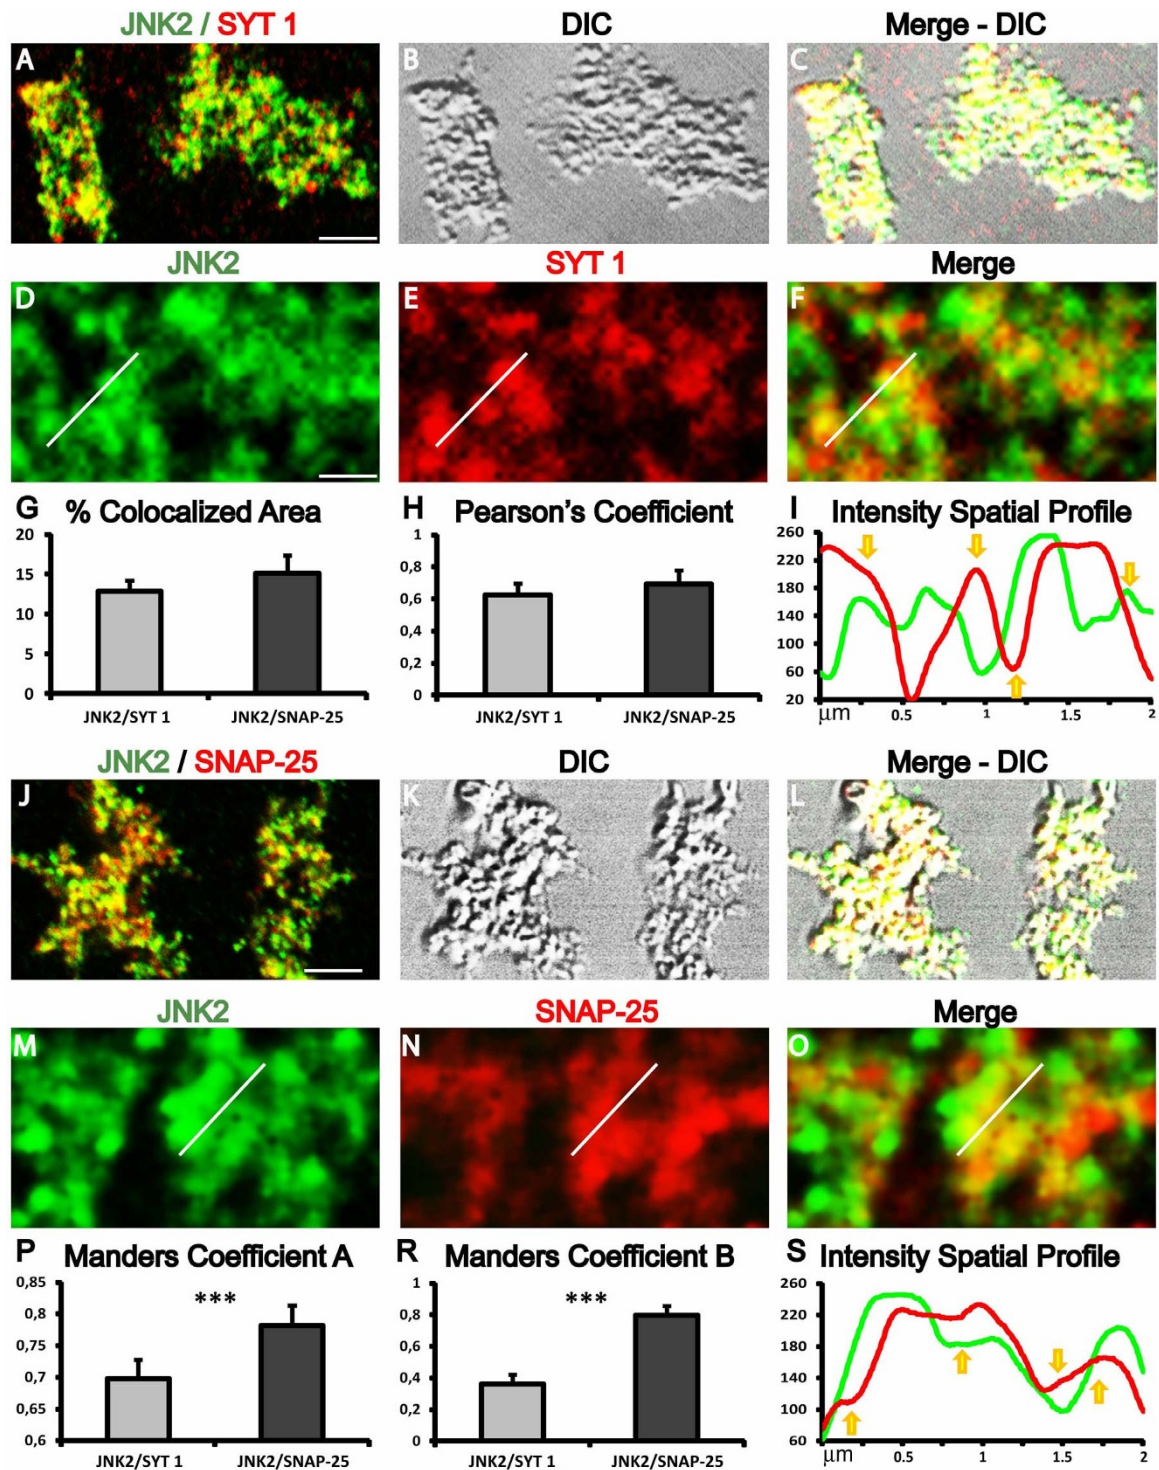 JNK2 / SYT 1 DIC Merge - DIC
A B C
JNK2 SYT 1 Merge
D E F
G % Colocalized Area H Pearson's Coefficient I Intensity Spatial Profile
20 1 260
15 0,8 220
10 0,6 180
5 0,4 140
0 0,2 100
0 60
20
JNK2/SYT 1 JNK2/SNAP-25 JNK2/SYT 1 JNK2/SNAP-25 µm 0.5 1 1.5 2
JNK2 / SNAP-25 DIC Merge - DIC
J K L
JNK2 SNAP-25 Merge
M N O
P Manders Coefficient A R Manders Coefficient B S Intensity Spatial Profile
0,85 1 260
0,8 *** 0,8 *** 220
0,75 0,6 180
0,7 0,4 140
0,65 0,2 100
0,6 0 60
JNK2/SYT 1 JNK2/SNAP-25 JNK2/SYT 1 JNK2/SNAP-25 µm 0.5 1 1.5 2